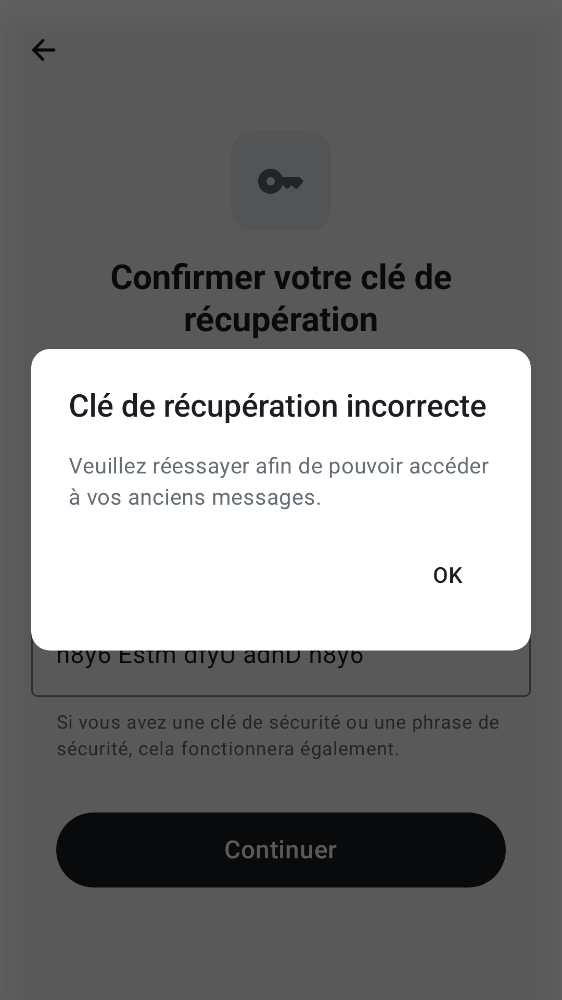 Confirmer votre clé de
récupération
Clé de récupération incorrecte
Veuillez réessayer afin de pouvoir accéder
à vos anciens messages.
OK
n8y6 Estm dfyU adnD n8y6
Si vous avez une clé de sécurité ou une phrase de
sécurité, cela fonctionnera également.
Continuer